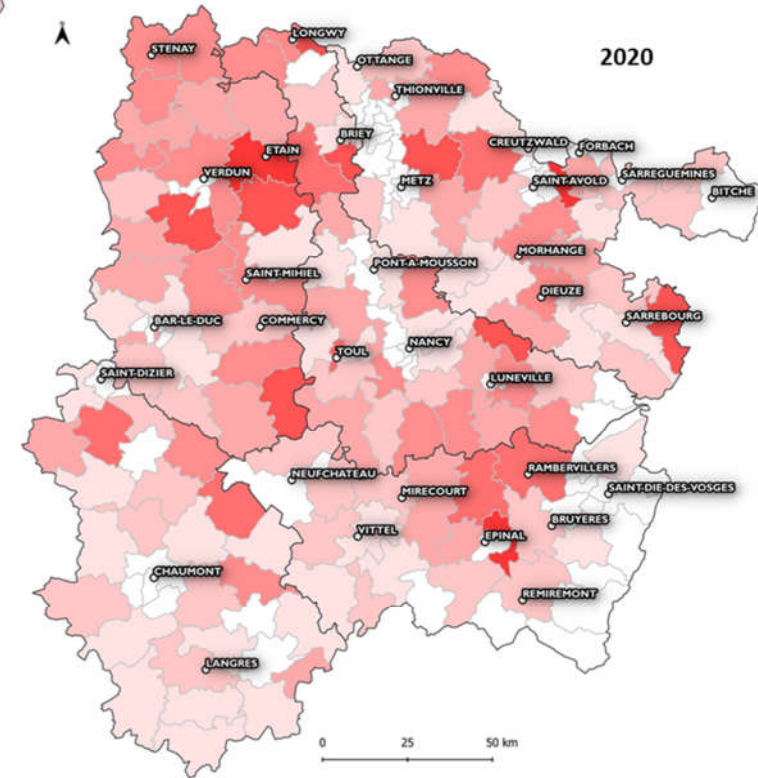 LONGWY
STENAY
2020
OTTANGE
THIONVILLE
BRIEY
CREUTZWALD
FORBACH
ETAIN
VERDUN
METZ
SAINT-AVOLD
SARREGUEMINES
BITCHE
MORHANGE
PONT-A-MOUSSON
SAINT-MIHIEL
DIEUZE
BAR-LE-DUC
COMMERCY
SARREBOURG
NANCY
TOUL
SAINT-DIZIER
LUNEVILLE
NEUFCHATEAU
RAMBERVILLERS
MIRECOURT
SAINT-DIE-DES-VOSGES
BRUYERES
VITTEL
EPINAL
CHAUMONT
REMIREMONT
LANGRES
0 25 50 km